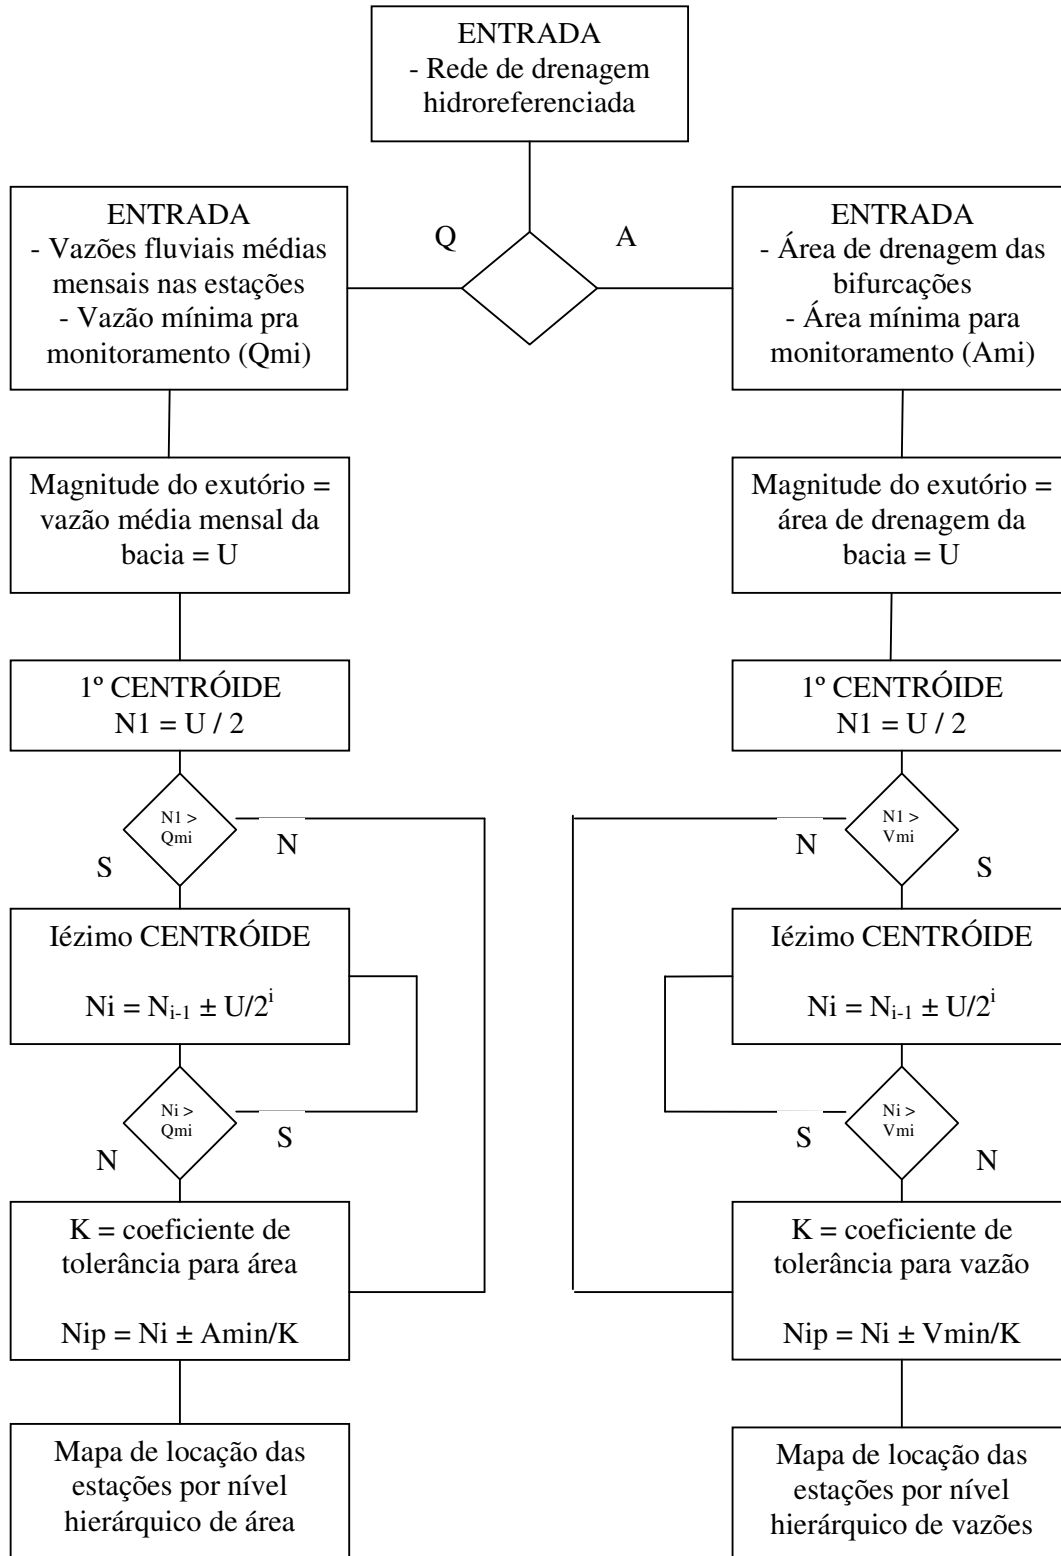 ENTRADA
- Rede de drenagem
hidroreferenciada
Q
A
ENTRADA
- Vazões fluviais médias
mensais nas estações
- Vazão mínima pra
monitoramento (Qmi)
ENTRADA
- Área de drenagem das
bifurcações
- Área mínima para
monitoramento (Ami)
Magnitude do exutório =
vazão média mensal da
bacia = U
Magnitude do exutório =
área de drenagem da
bacia = U
1º CENTRÓIDE
N1 = U / 2
1º CENTRÓIDE
N1 = U / 2
N1 >
Qmi
N
S
N1 >
Vmi
N
S
Iézimo CENTRÓIDE
Ni = N_{i-1} ± U/2^i
Iézimo CENTRÓIDE
Ni = N_{i-1} ± U/2^i
Ni >
Qmi
S
N
Ni >
Vmi
S
N
K = coeficiente de
tolerância para área
Nip = Ni ± Amin/K
K = coeficiente de
tolerância para vazão
Nip = Ni ± Vmin/K
Mapa de locação das
estações por nível
hierárquico de área
Mapa de locação das
estações por nível
hierárquico de vazões